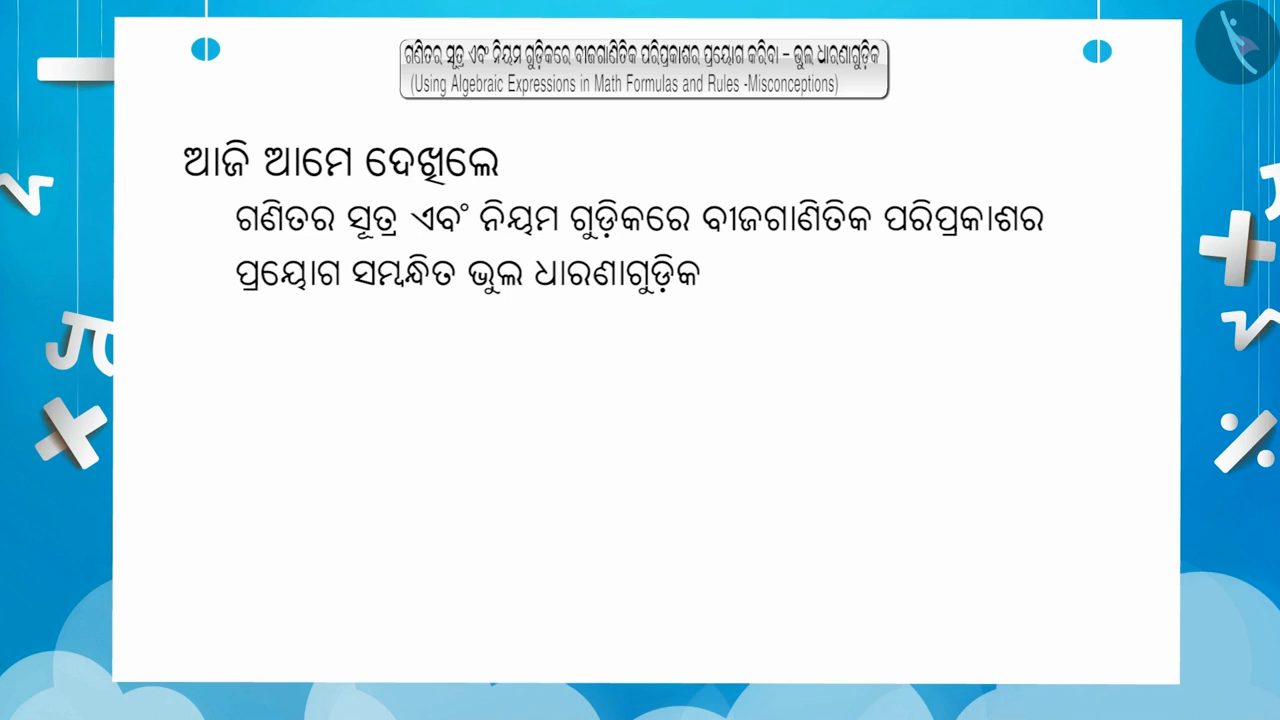 ଗଣିତର ସୂତ୍ର ଏବଂ ନିୟମ ଗୁଡ଼ିକରେ ବୀଜଗାଣିତିକ ପରିପ୍ରକାଶର ପ୍ରୟୋଗ କରିବା – ଭୁଲ ଧାରଣାଗୁଡ଼ିକ
(Using Algebraic Expressions in Math Formulas and Rules -Misconceptions)
ଆଜି ଆମେ ଦେଖିଲେ
ଗଣିତର ସୂତ୍ର ଏବଂ ନିୟମ ଗୁଡ଼ିକରେ ବୀଜଗାଣିତିକ ପରିପ୍ରକାଶର
ପ୍ରୟୋଗ ସମ୍ବନ୍ଧିତ ଭୁଲ ଧାରଣାଗୁଡ଼ିକ